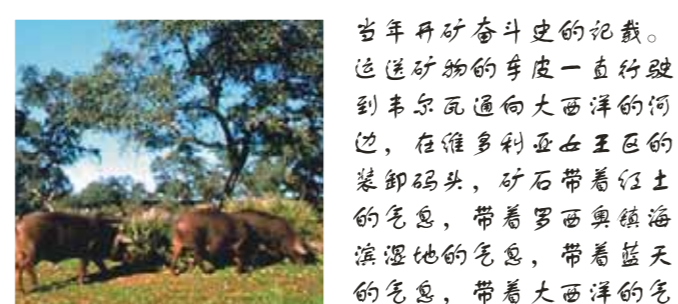 当年开矿奋斗史的记载。
运送矿物的车皮一直行驶
到韦尔瓦通向大西洋的河
边，在维多利亚女王区的
装卸码头，矿石带着红土
的气息，带着罗西奥镇海
滨湿地的气息，带着蓝天
的气息，带着大西洋的气